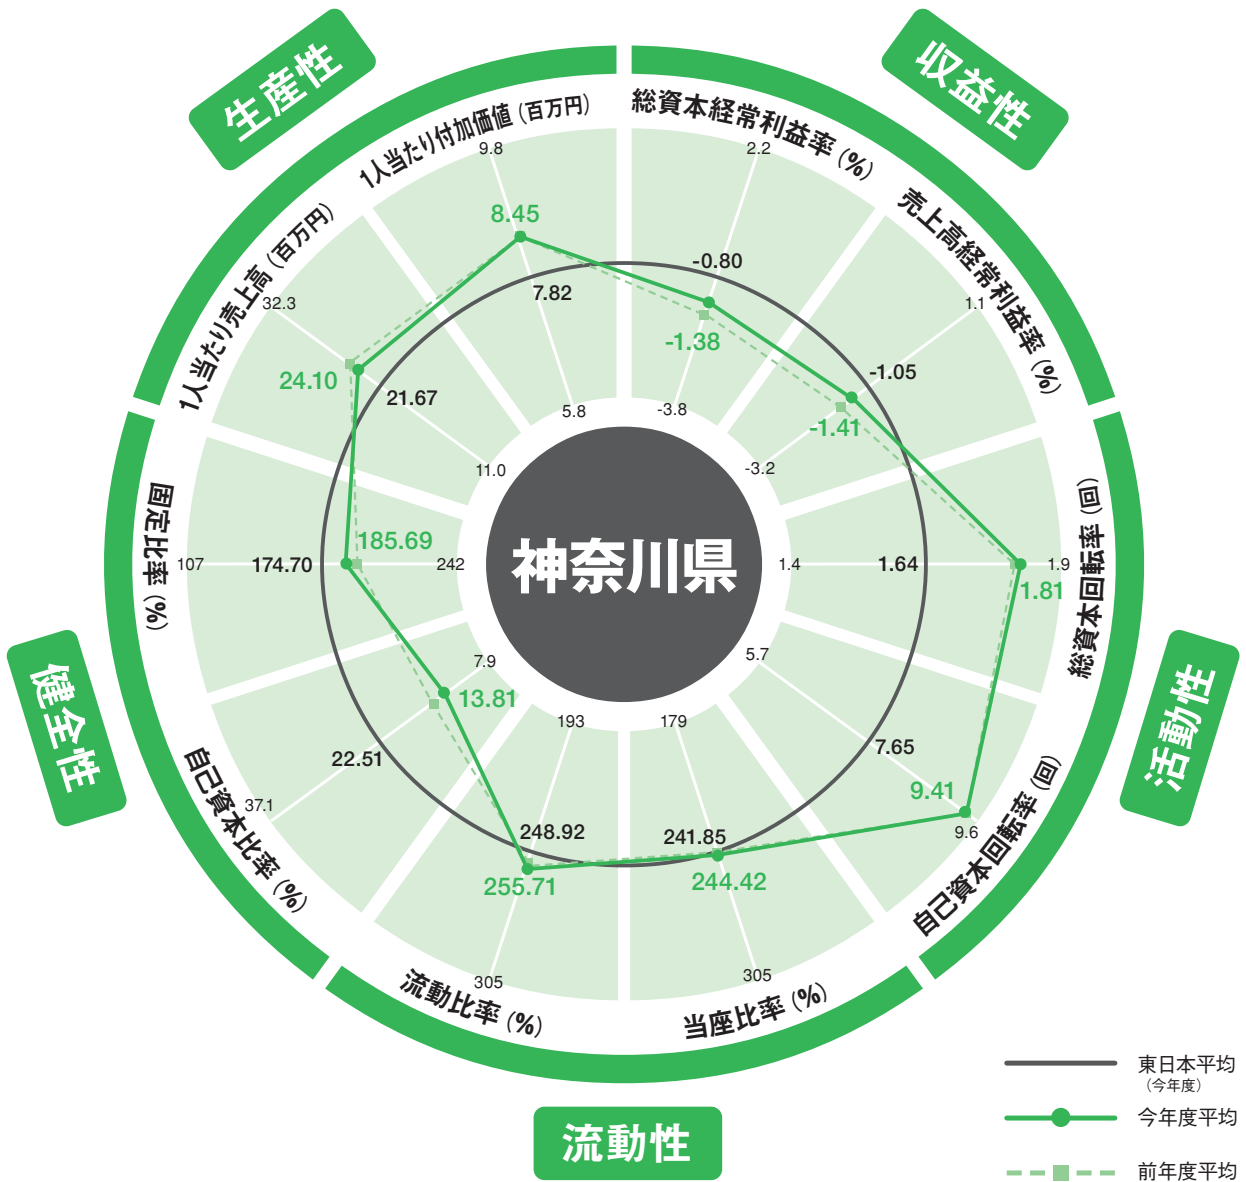 生産性
収益性
1人当たり付加価値（百万円）
9.8
8.45
7.82
5.8
総資本経常利益率（%）
2.2
-0.80
-1.38
-3.8
売上高経常利益率（%）
1.1
-1.05
-1.41
-3.2
1人当たり売上高（百万円）
32.3
24.10
21.67
11.0
固定比率（%）
107
174.70
185.69
242
神奈川県
1.4
1.64
1.9
1.81
総資本回転率（回）
健全性
活動性
7.9
13.81
22.51
37.1
自己資本比率（%）
5.7
7.65
9.41
9.6
自己資本回転率（回）
193
248.92
255.71
305
流動比率（%）
179
241.85
244.42
305
当座比率（%）
流動性
東日本平均
（今年度）
今年度平均
前年度平均